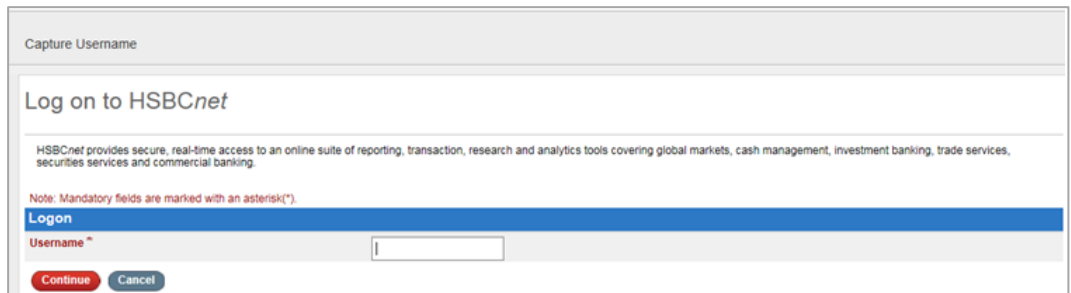 Capture Username
Log on to HSBCnet
HSBCnet provides secure, real-time access to an online suite of reporting, transaction, research and analytics tools covering global markets, cash management, investment banking, trade services,
securities services and commercial banking.
Note: Mandatory fields are marked with an asterisk(*).
Logon
Username *
Continue Cancel